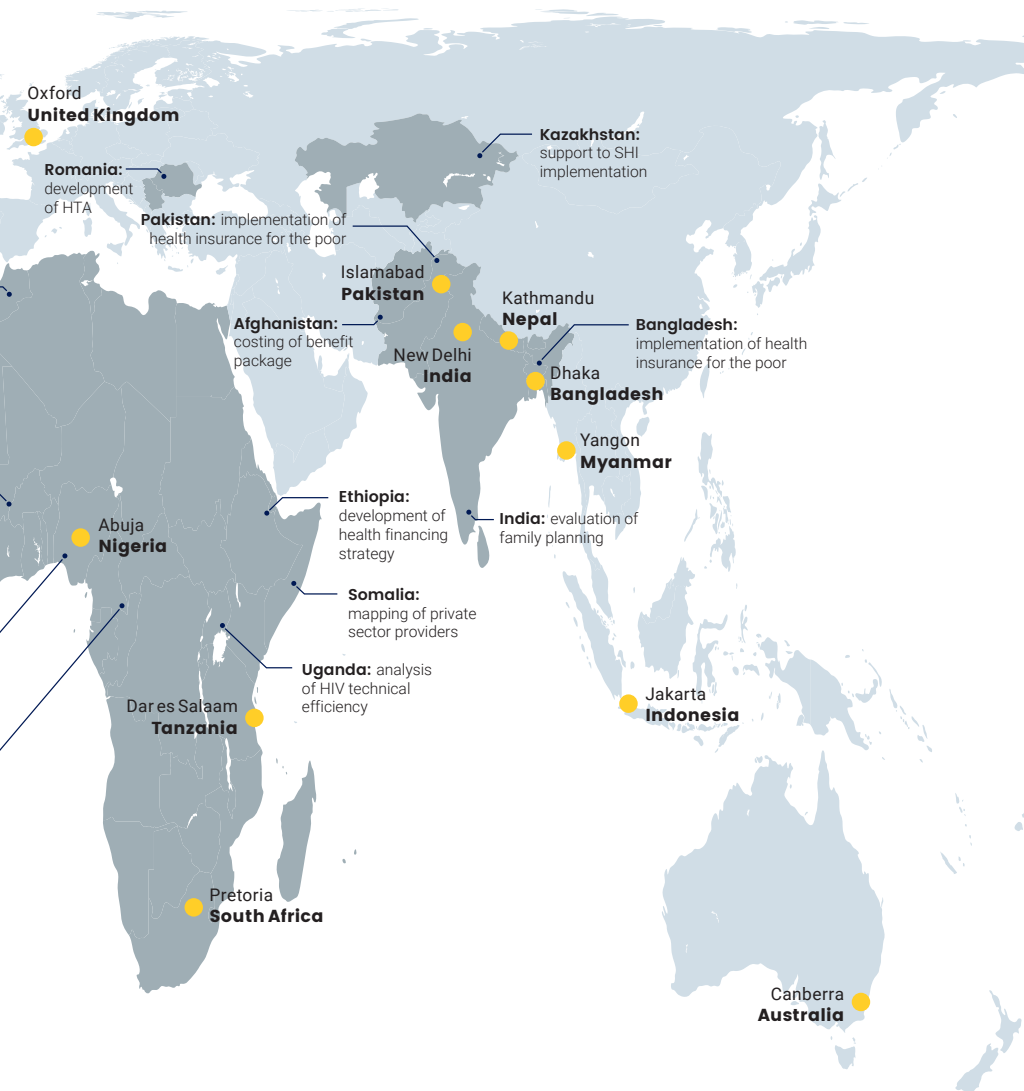 Oxford
United Kingdom
Kazakhstan:
support to SHI
implementation
Romania:
development
of HTA
Pakistan: implementation of
health insurance for the poor
Islamabad
Pakistan
Kathmandu
Nepal
Afghanistan:
costing of benefit
package
Bangladesh:
implementation of health
insurance for the poor
New Delhi
India
Dhaka
Bangladesh
Yangon
Myanmar
Ethiopia:
development of
health financing
strategy
India: evaluation of
family planning
Abuja
Nigeria
Somalia:
mapping of private
sector providers
Uganda: analysis
of HIV technical
efficiency
Dar es Salaam
Tanzania
Jakarta
Indonesia
Pretoria
South Africa
Canberra
Australia